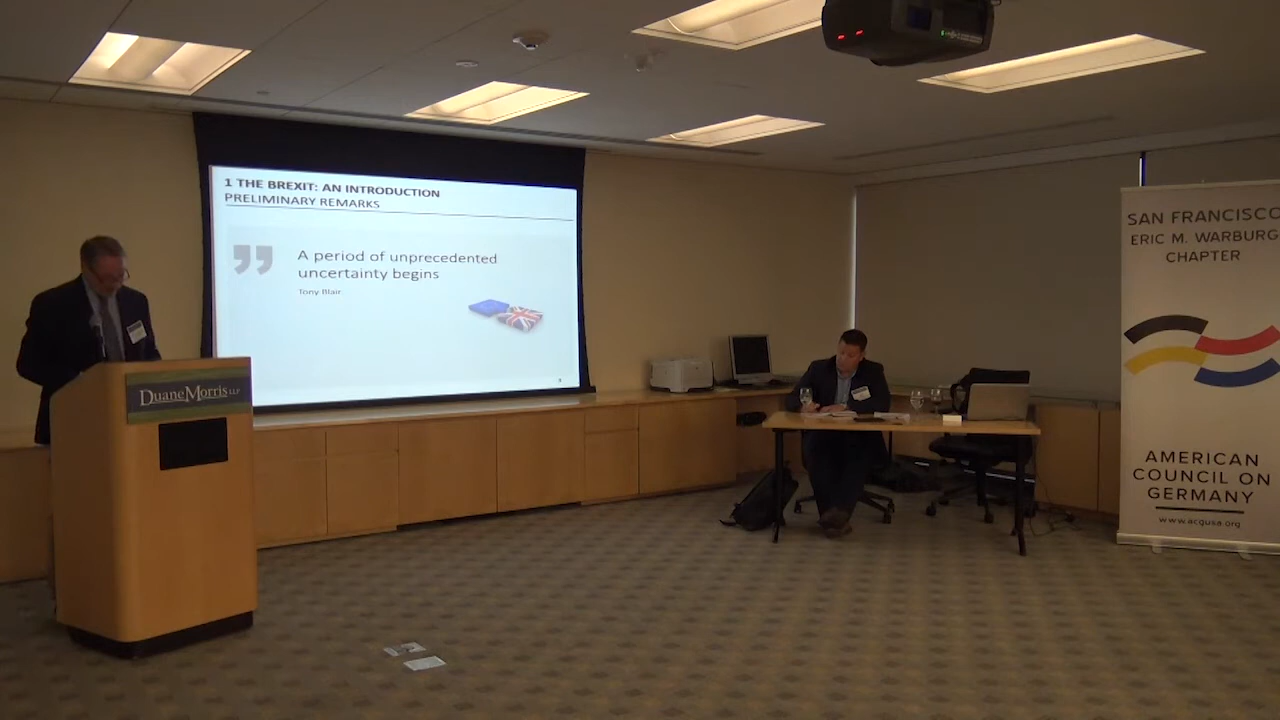 1 THE BREXIT: AN INTRODUCTION
PRELIMINARY REMARKS
”
A period of unprecedented
uncertainty begins
Tony Blair
DuaneMorris LLP
SAN FRANCISCO
ERIC M. WARBURG
CHAPTER
AMERICAN
COUNCIL ON
GERMANY
www.acgusa.org